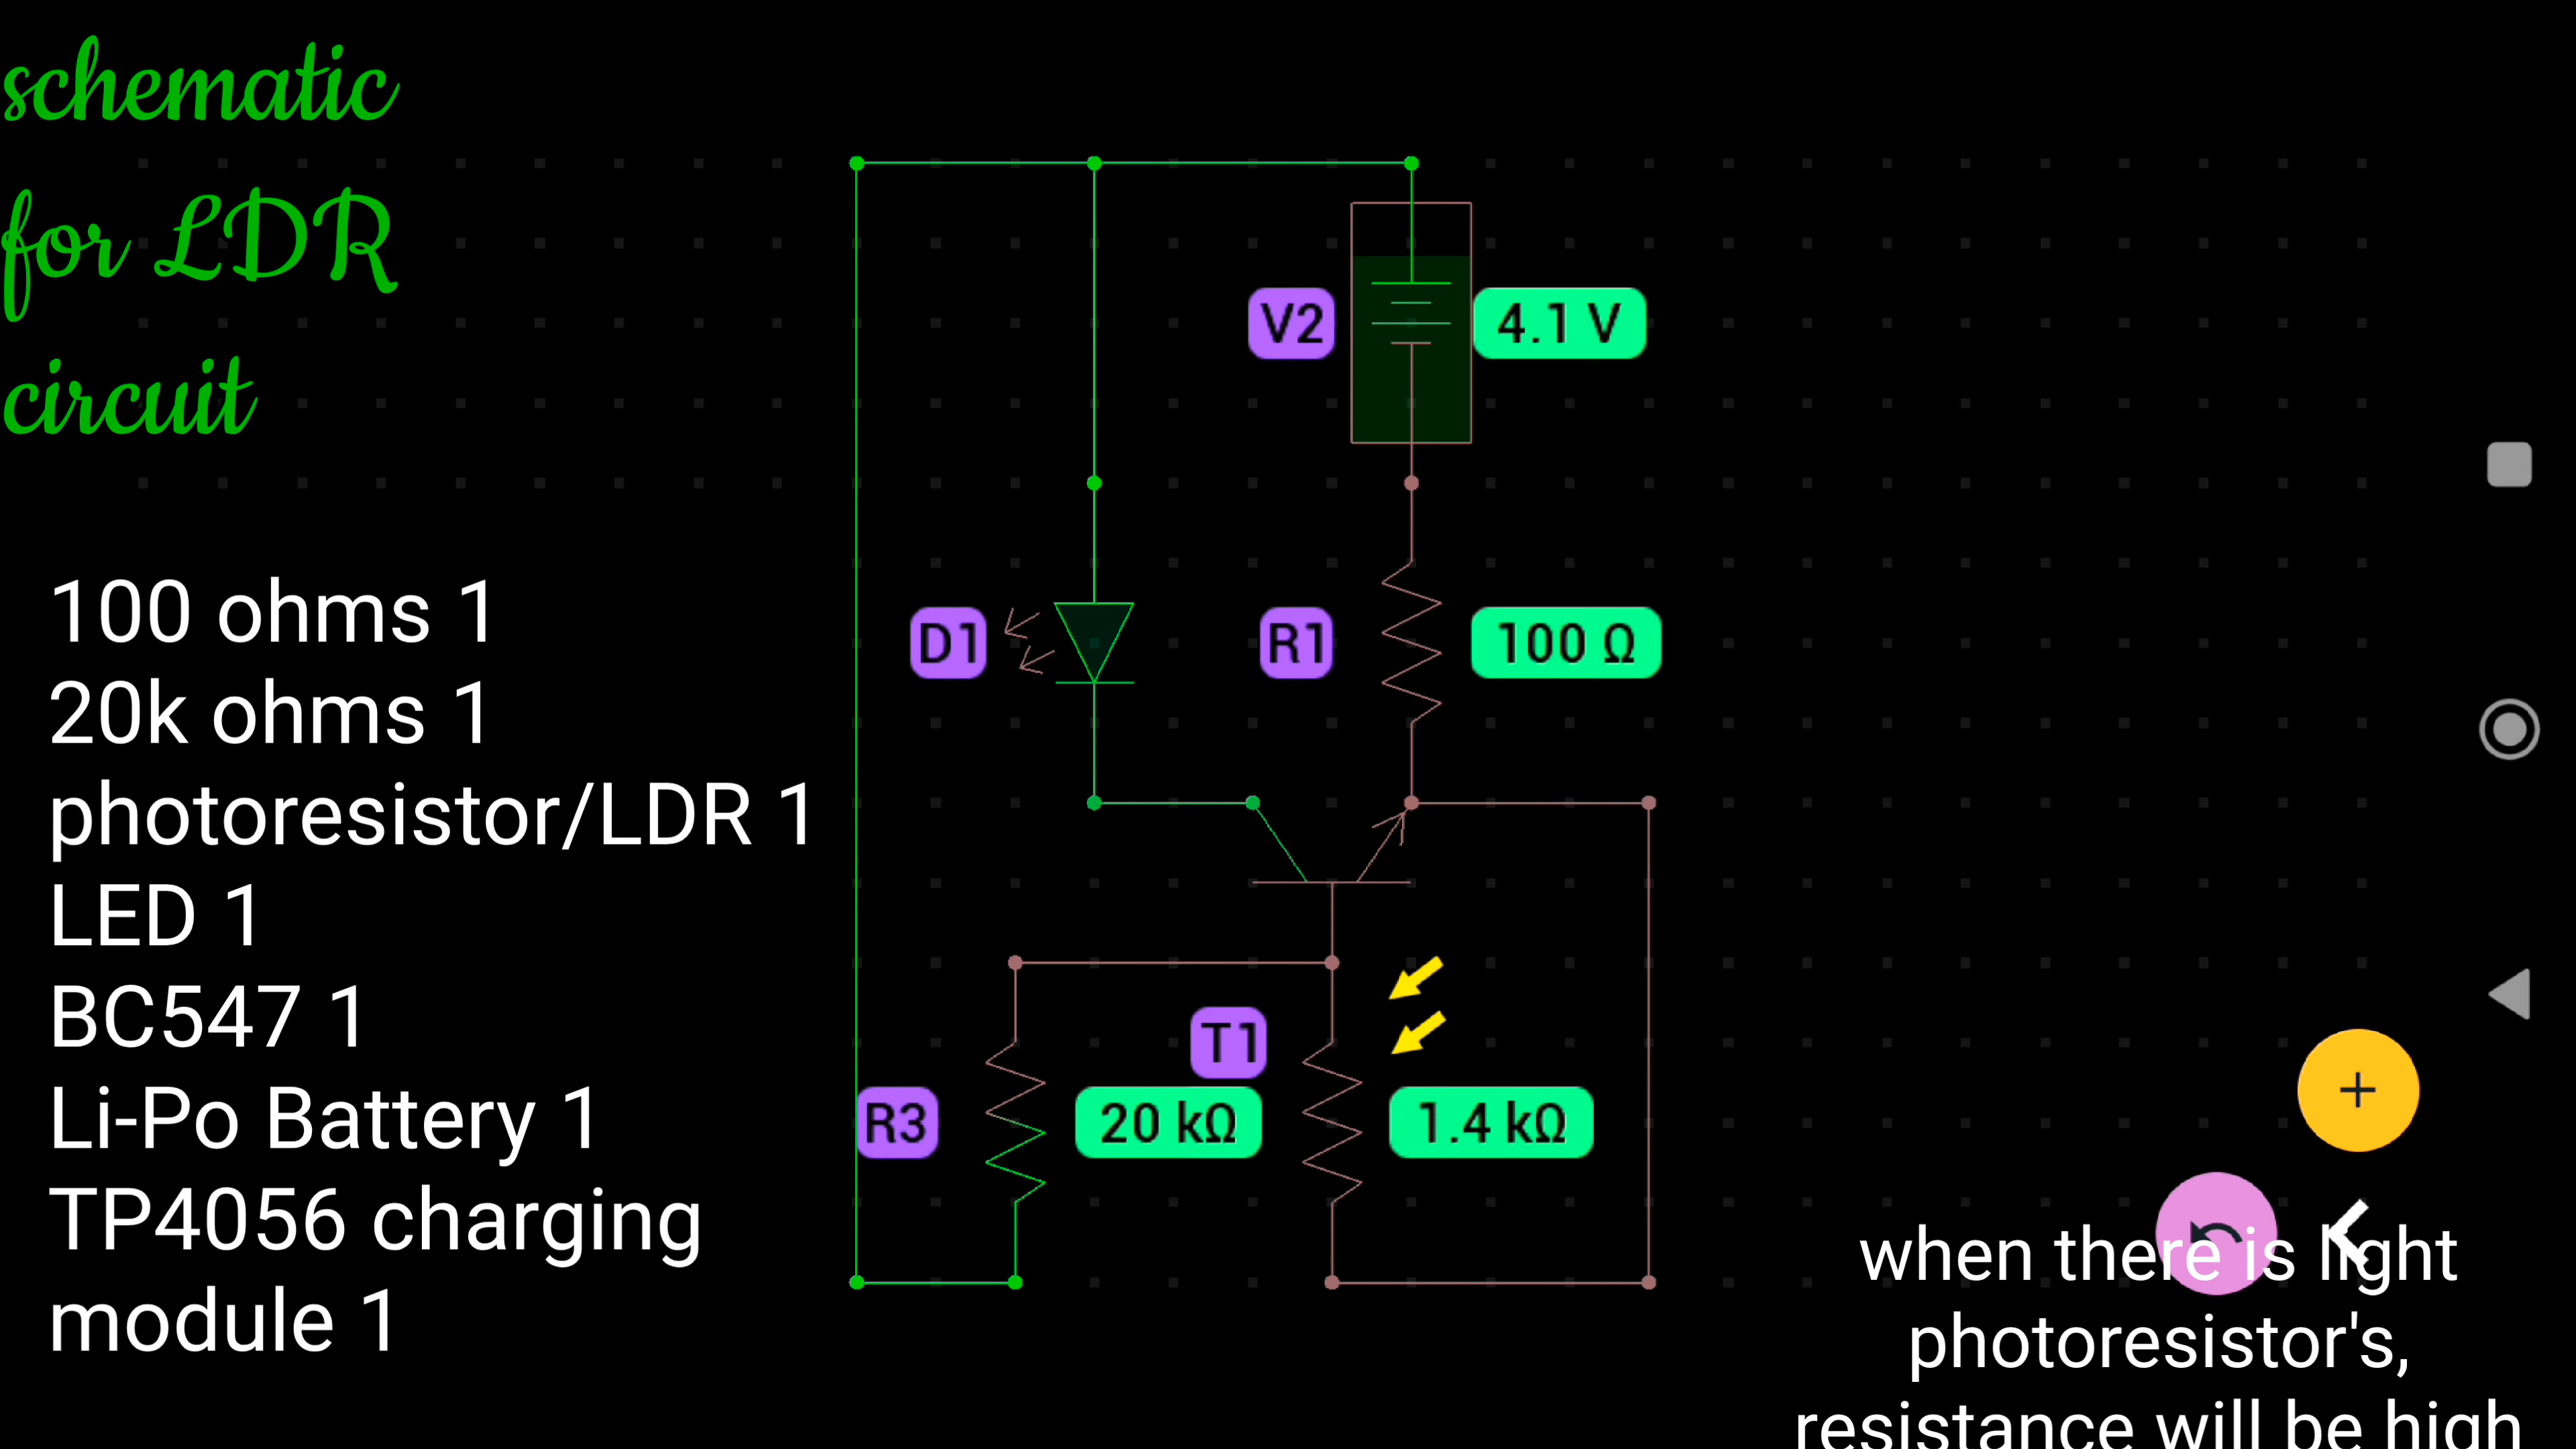 schematic
for LDR
circuit
V2
4.1 V
D1
R1
100 Ω
100 ohms 1
20k ohms 1
photoresistor/LDR 1
LED 1
BC547 1
Li-Po Battery 1
TP4056 charging
module 1
T1
R3
20 kΩ
1.4 kΩ
when there is light
photoresistor's,
resistance will be high